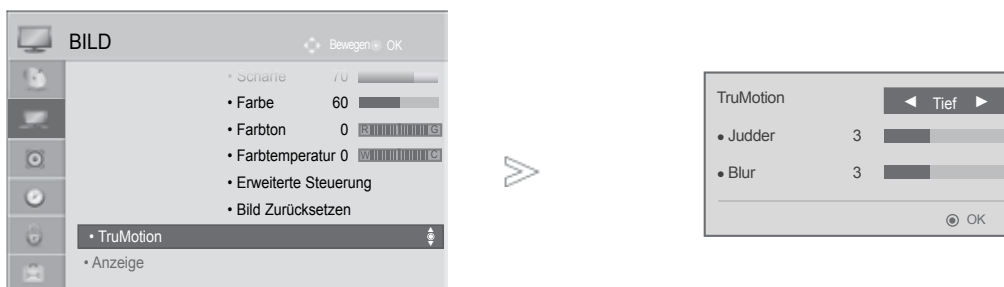 BILD
Bewegen OK
• Schärfe 70
• Farbe 60
• Farbton 0 R G
• Farbtemperatur 0 W C
• Erweiterte Steuerung
• Bild Zurücksetzen
• TruMotion
• Anzeige
TruMotion ◄ Tief ►
• Judder 3
• Blur 3
OK